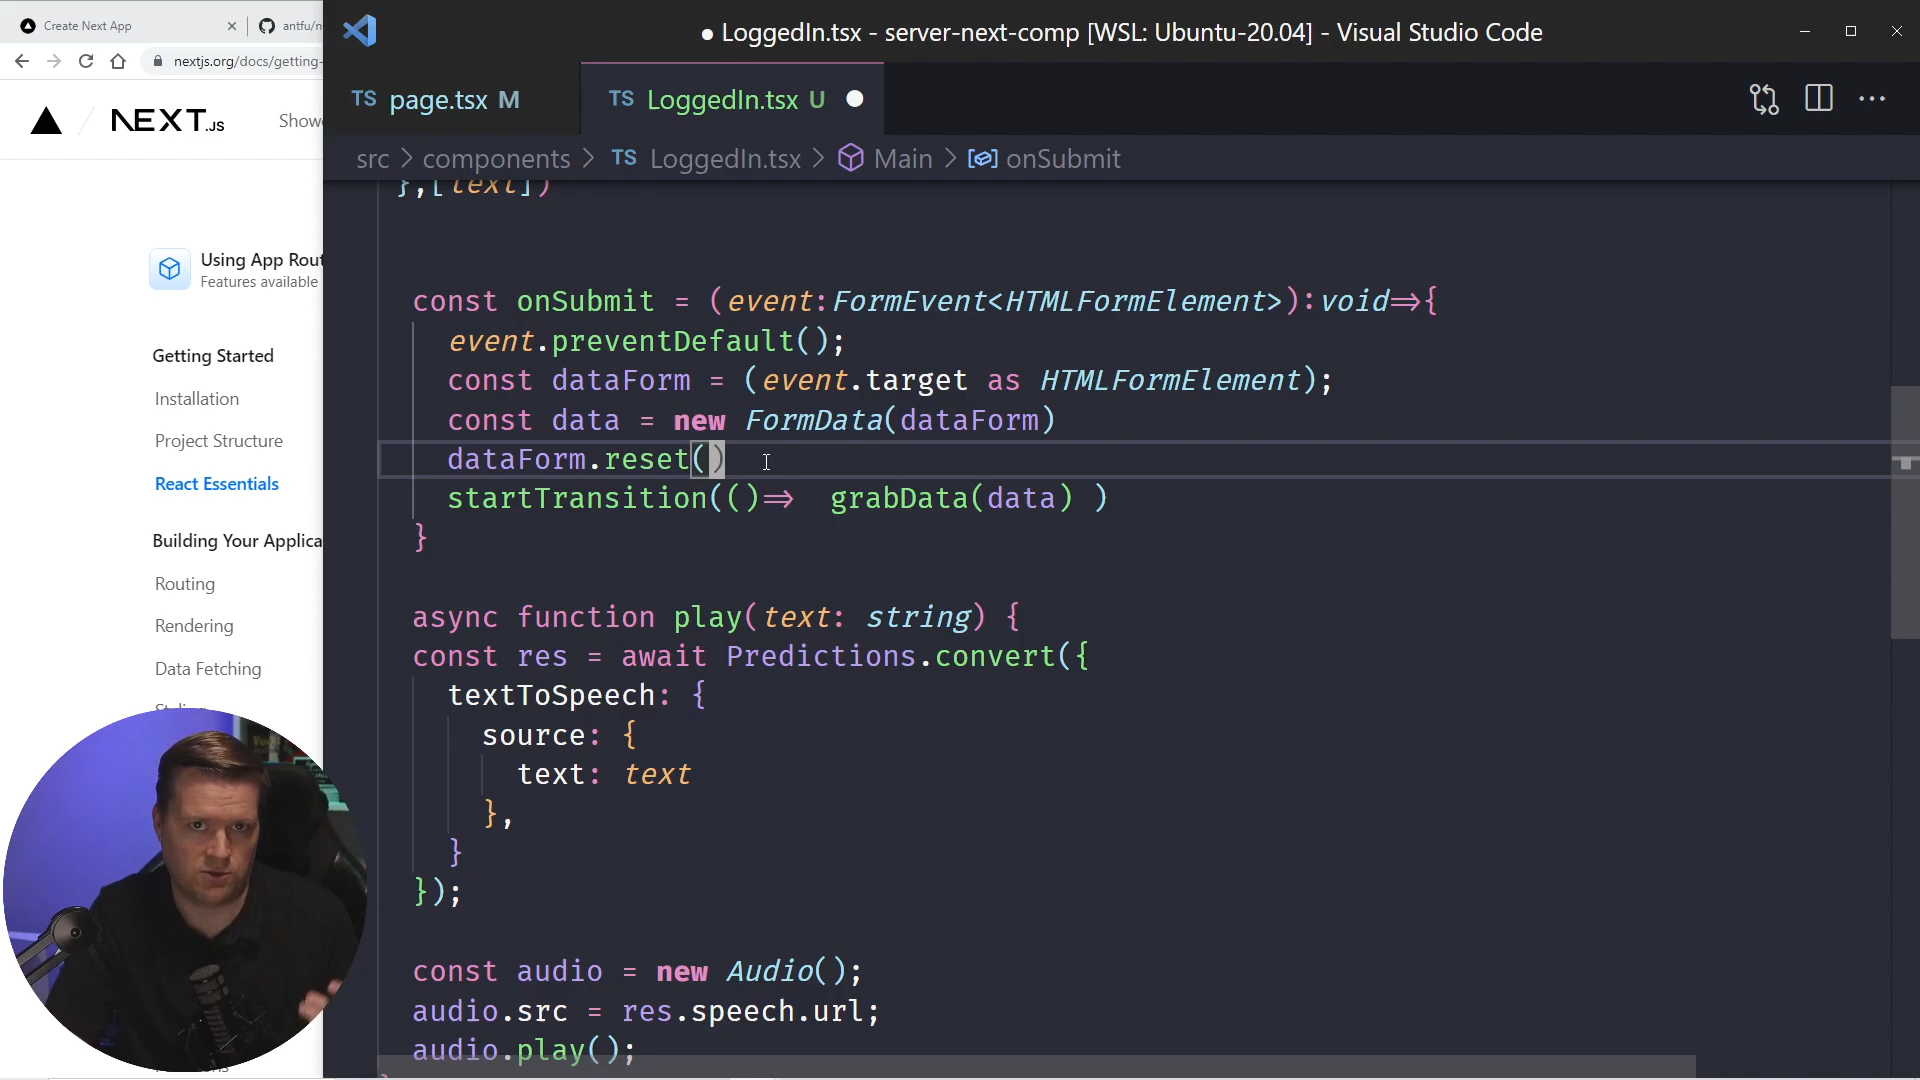 Create Next App
antfu/n
nextjs.org/docs/getting-
NEXT.JS
Showc
Using App Rout
Features available
Getting Started
Installation
Project Structure
React Essentials
Building Your Applica
Routing
Rendering
Data Fetching
LoggedIn.tsx - server-next-comp [WSL: Ubuntu-20.04] - Visual Studio Code
TS page.tsx M
TS LoggedIn.tsx U
src > components > TS LoggedIn.tsx > Main > onSubmit
},[text])
const onSubmit = (event:FormEvent<HTMLFormElement>):void=>{
event.preventDefault();
const dataForm = (event.target as HTMLFormElement);
const data = new FormData(dataForm)
dataForm.reset()
startTransition(()=>  grabData(data) )
}
async function play(text: string) {
const res = await Predictions.convert({
textToSpeech: {
source: {
text: text
},
}
});
const audio = new Audio();
audio.src = res.speech.url;
audio.play();